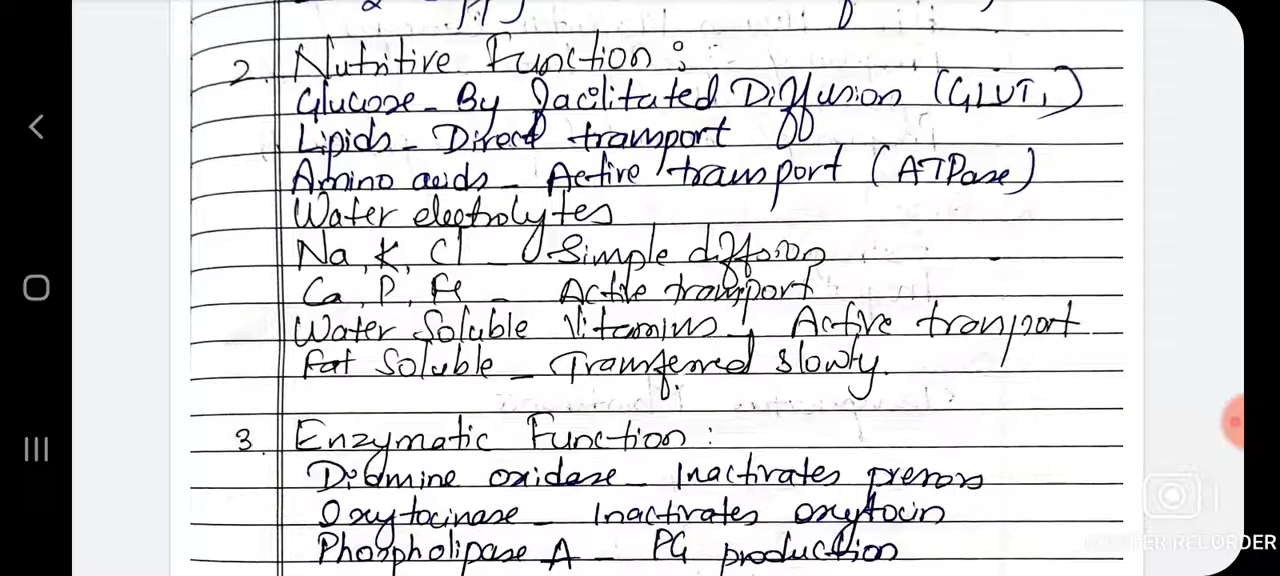 2. Nutritive Function :
Glucose - By facilitated Diffusion (GLUT1)
Lipids - Direct transport
Amino acids - Active transport (ATPase)
Water electrolytes
Na, K, Cl - Simple diffusion
Ca, P, Fe - Active transport
Water Soluble Vitamins - Active transport
Fat Soluble - Transferred slowly.
3. Enzymatic Function :
Diamine oxidase - Inactivates pressors
Oxytocinase - Inactivates oxytocin
Phospholipase A - PG production
RECORDER